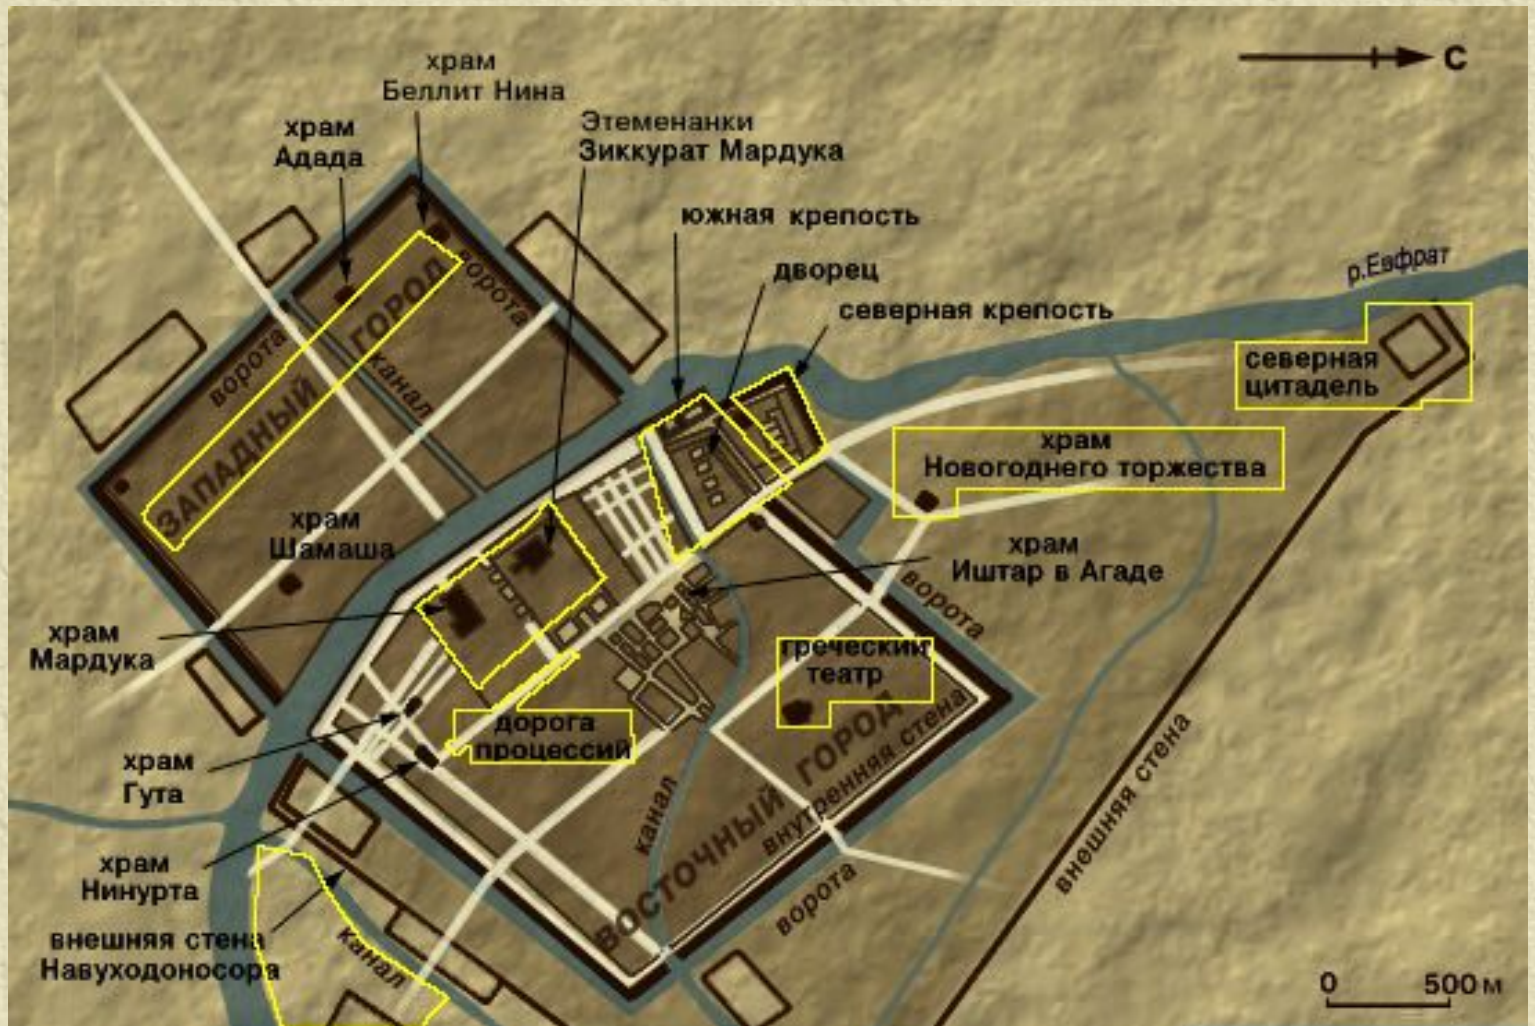 С
храм
Беллит Нина
храм
Адада
Этеменанки
Зиккурат Мардука
южная крепость
дворец
северная крепость
р.Евфрат
северная
цитадель
ворота
ГОРОД
ворота
канал
ЗАПАДНЫЙ
храм
Новогоднего торжества
храм
Шамаша
храм
Иштар в Агаде
ворота
храм
Мардука
греческий
театр
дорога
процессий
ВОСТОЧНЫЙ ГОРОД
внутренняя стена
внешняя стена
храм
Гута
канал
храм
Нинурта
ворота
внешняя стена
Навуходоносора
канал
0 500 м